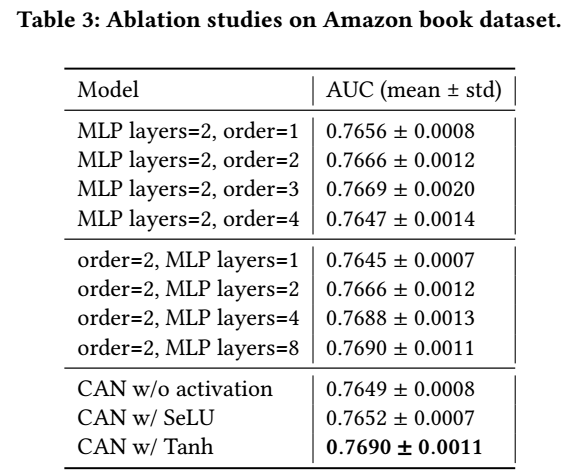 Table 3: Ablation studies on Amazon book dataset.
Model AUC (mean ± std)
MLP layers=2, order=1 0.7656 ± 0.0008
MLP layers=2, order=2 0.7666 ± 0.0012
MLP layers=2, order=3 0.7669 ± 0.0020
MLP layers=2, order=4 0.7647 ± 0.0014
order=2, MLP layers=1 0.7645 ± 0.0007
order=2, MLP layers=2 0.7666 ± 0.0012
order=2, MLP layers=4 0.7688 ± 0.0013
order=2, MLP layers=8 0.7690 ± 0.0011
CAN w/o activation 0.7649 ± 0.0008
CAN w/ SeLU 0.7652 ± 0.0007
CAN w/ Tanh 0.7690 ± 0.0011